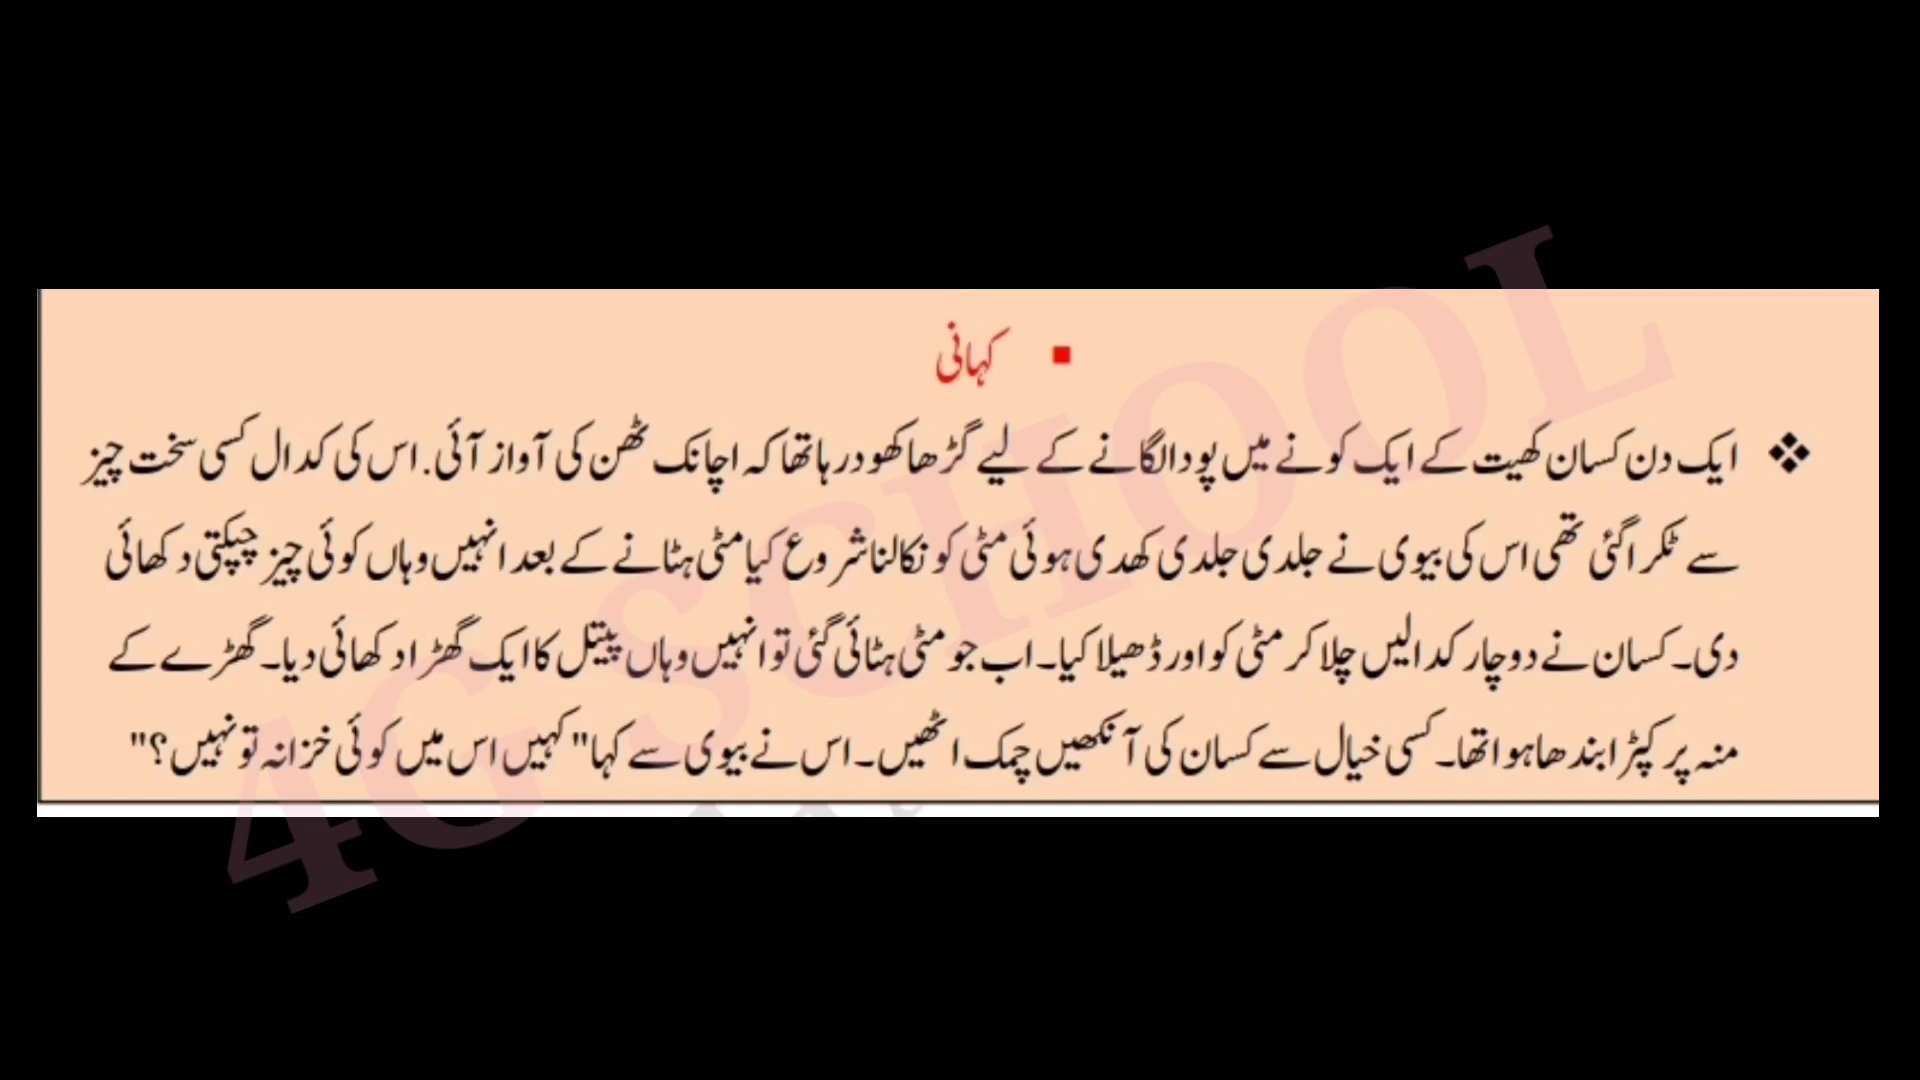 ▪ کہانی
❖ ایک دن کسان کھیت کے ایک کونے میں پودا لگانے کے لیے گڑھا کھود رہا تھا کہ اچانک ٹھن کی آواز آئی. اس کی کدال کسی سخت چیز
سے ٹکرا گئی تھی اس کی بیوی نے جلدی جلدی کھدی ہوئی مٹی کو نکالنا شروع کیا مٹی ہٹانے کے بعد انہیں وہاں کوئی چیز چپکتی دکھائی
دی۔ کسان نے دو چار کدالیں چلا کر مٹی کو اور ڈھیلا کیا۔ اب جو مٹی ہٹائی گئی تو انہیں وہاں پیتل کا ایک گھڑا دکھائی دیا۔ گھڑے کے
منہ پر کپڑا بندھا ہوا تھا۔ کسی خیال سے کسان کی آنکھیں چمک اٹھیں۔ اس نے بیوی سے کہا "کہیں اس میں کوئی خزانہ تو نہیں؟"
4G SCHOOL